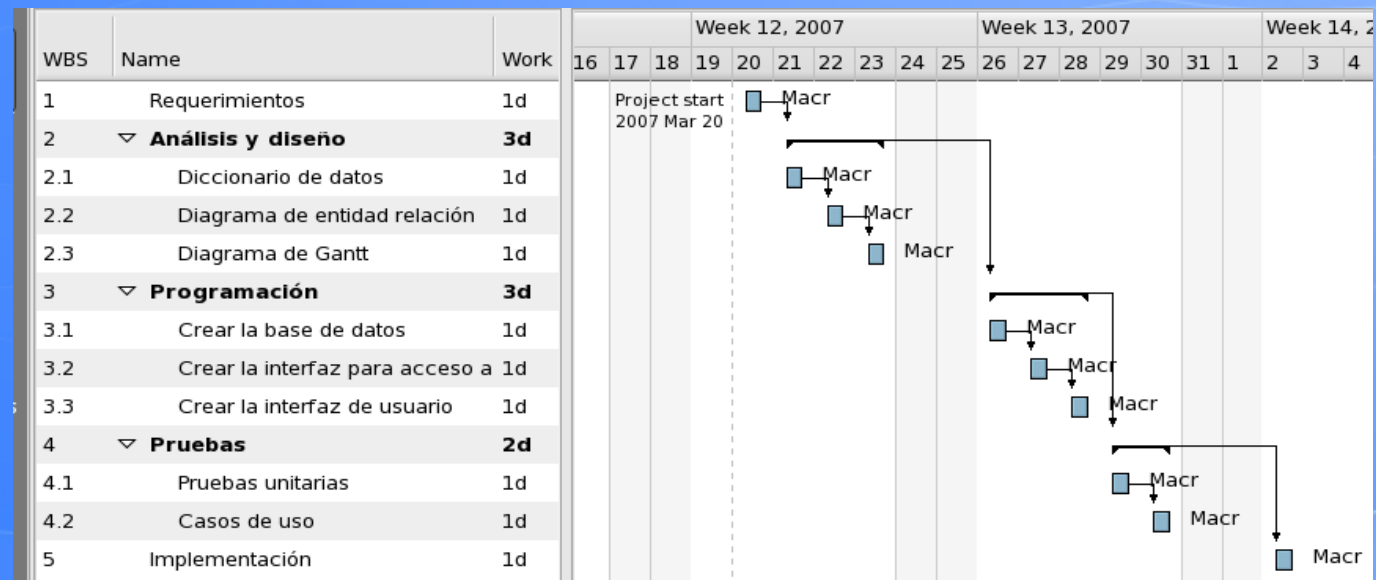 Week 12, 2007 Week 13, 2007 Week 14, 2
WBS Name Work 16 17 18 19 20 21 22 23 24 25 26 27 28 29 30 31 1 2 3 4
1 Requerimientos 1d Project start Macr
2007 Mar 20
2 Análisis y diseño 3d
2.1 Diccionario de datos 1d Macr
2.2 Diagrama de entidad relación 1d Macr
2.3 Diagrama de Gantt 1d Macr
3 Programación 3d
3.1 Crear la base de datos 1d Macr
3.2 Crear la interfaz para acceso a 1d Macr
3.3 Crear la interfaz de usuario 1d Macr
4 Pruebas 2d
4.1 Pruebas unitarias 1d Macr
4.2 Casos de uso 1d Macr
5 Implementación 1d Macr